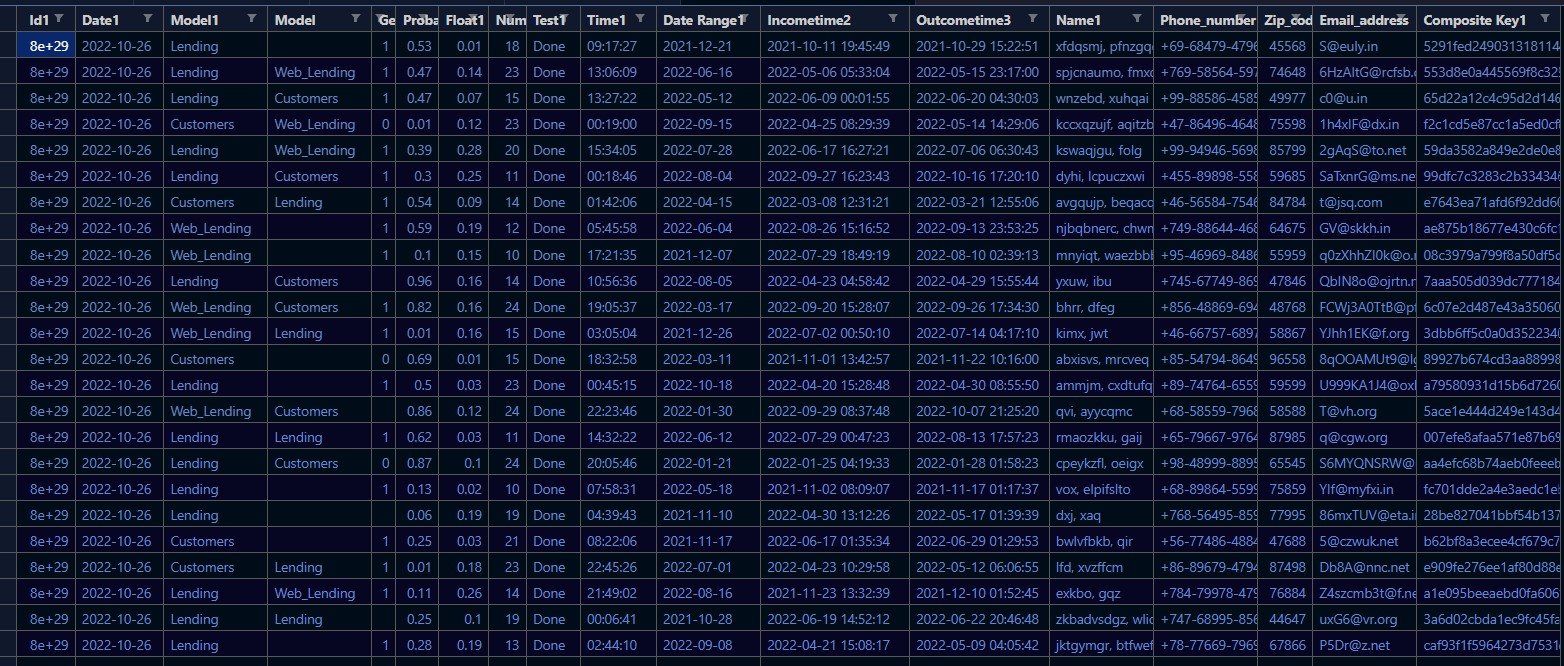 Id1 Date1 Model1 Model Ge Proba Float1 Num Test1 Time1 Date Range1 Incometime2 Outcometime3 Name1 Phone_number Zip_cod Email_address Composite Key1
8e+29 2022-10-26 Lending 1 0.53 0.01 18 Done 09:17:27 2021-12-21 2021-10-11 19:45:49 2021-10-29 15:22:51 xfdqsmj, pfnzgq +69-68479-4796 45568 S@euly.in 5291fed249031318114
8e+29 2022-10-26 Lending Web_Lending 1 0.47 0.14 23 Done 13:06:09 2022-06-16 2022-05-06 05:33:04 2022-05-15 23:17:00 spjcnaumo, fmx +769-58564-597 74648 6HzAltG@rcfsb. 553d8e0a445569f8c32
8e+29 2022-10-26 Lending Customers 1 0.47 0.07 15 Done 13:27:22 2022-05-12 2022-06-09 00:01:55 2022-06-20 04:30:03 wnzebd, xuhqai +99-88586-4585 49977 c0@u.in 65d22a12c4c95d2d146
8e+29 2022-10-26 Customers Web_Lending 0 0.01 0.12 23 Done 00:19:00 2022-09-15 2022-04-25 08:29:39 2022-05-14 14:29:06 kccxqzujf, aqitzb +47-86496-4648 75598 1h4xIF@dx.in f2c1cd5e87cc1a5ed0cf
8e+29 2022-10-26 Lending Web_Lending 1 0.39 0.28 20 Done 15:34:05 2022-07-28 2022-06-17 16:27:21 2022-07-06 06:30:43 kswaqjgu, folg +99-94946-5698 85799 2gAqS@to.net 59da3582a849e2de0e8
8e+29 2022-10-26 Lending Customers 1 0.3 0.25 11 Done 00:18:46 2022-08-04 2022-09-27 16:23:43 2022-10-16 17:20:10 dyhi, lcpuczxwi +455-89898-558 59685 SaTxnrG@ms.ne 99dfc7c3283c2b334346
8e+29 2022-10-26 Customers Lending 1 0.54 0.09 14 Done 01:42:06 2022-04-15 2022-03-08 12:31:21 2022-03-21 12:55:06 avgqujp, beqaco +46-56584-7546 84784 t@jsq.com e7643ea71afd6f92dd66
8e+29 2022-10-26 Web_Lending 1 0.59 0.19 12 Done 05:45:58 2022-06-04 2022-08-26 15:16:52 2022-09-13 23:53:25 njbqbnerc, chwn +749-88644-468 64675 GV@skkh.in ae875b18677e430c6fc1
8e+29 2022-10-26 Web_Lending 1 0.1 0.15 10 Done 17:21:35 2021-12-07 2022-07-29 18:49:19 2022-08-10 02:39:13 mnyiqt, waezbbl +95-46969-8486 55959 q0zXhhZI0k@o. 08c3979a799f8a50df5c
8e+29 2022-10-26 Lending Customers 0.96 0.16 14 Done 10:56:36 2021-08-05 2022-04-23 04:58:42 2022-04-29 15:55:44 yxuw, ibu +745-67749-869 47846 QbIN8o@ojrtn. 7aaa505d039dc777184
8e+29 2022-10-26 Web_Lending Customers 1 0.82 0.16 24 Done 19:05:37 2022-03-17 2022-09-20 15:28:07 2022-09-26 17:34:30 bhrr, dfeg +856-48869-694 48768 FCWj3A0TtB@p 6c07e2d487e43a35060
8e+29 2022-10-26 Web_Lending Lending 1 0.01 0.16 15 Done 03:05:04 2021-12-26 2022-07-02 00:50:10 2022-07-14 04:17:10 kimx, jwt +46-66757-6897 58867 YJhh1EK@f.org 3dbb6ff5c0a0d3522340
8e+29 2022-10-26 Customers 0 0.69 0.01 15 Done 18:32:58 2022-03-11 2021-11-01 13:42:57 2021-11-22 10:16:00 abxisvs, mrcveq +85-54794-8649 96558 8qOOAMUt9@l 89927b674cd3aa88998
8e+29 2022-10-26 Lending 1 0.5 0.03 23 Done 00:45:15 2022-10-18 2022-04-20 15:28:48 2022-04-30 08:55:50 ammjm, cxdtufq +89-74764-6559 59599 U999KA1J4@ox a79580931d15b6d7260
8e+29 2022-10-26 Web_Lending Customers 0.86 0.12 24 Done 22:23:46 2022-01-30 2022-09-29 08:37:48 2022-10-07 21:25:20 qvi, ayycqmc +68-58559-7968 58588 T@vh.org 5ace1e444d249e143d4
8e+29 2022-10-26 Lending Lending 1 0.62 0.03 11 Done 14:32:22 2022-06-12 2022-07-29 00:47:23 2022-08-13 17:57:23 rmaozkku, gaij +65-79667-9764 87985 q@cgw.org 007efe8afaa571e87b69
8e+29 2022-10-26 Lending Customers 0 0.87 0.1 24 Done 20:05:46 2022-01-21 2022-01-25 04:19:33 2022-01-28 01:58:23 cpeykzfl, oeigx +98-48999-8895 65545 S6MYQNSRW@ aa4efc68b74aeb0feeeb
8e+29 2022-10-26 Lending 1 0.13 0.02 10 Done 07:58:31 2022-05-18 2021-11-02 08:09:07 2021-11-17 01:17:37 vox, elpifslto +68-89864-5599 75859 Ylf@myfxi.in fc701dde2a4e3aedc1e
8e+29 2022-10-26 Lending 0.06 0.19 19 Done 04:39:43 2021-11-10 2022-04-30 13:12:26 2022-05-17 01:39:39 dxj, xaq +768-56495-859 77995 86mxTUV@eta.i 28be827041bbf54b137
8e+29 2022-10-26 Customers 1 0.25 0.03 21 Done 08:22:06 2021-11-17 2022-06-17 01:35:34 2022-06-29 01:29:53 bwlvfbkb, qir +56-77486-4884 47688 5@czwuk.net b62bf8a3ecee4cf679c7
8e+29 2022-10-26 Customers Lending 1 0.01 0.18 23 Done 22:45:26 2022-07-01 2022-04-23 10:29:58 2022-05-12 06:06:55 lfd, xvzffcm +86-89679-4794 87498 Db8A@nnc.net e909fe276ee1af80d88e
8e+29 2022-10-26 Lending Web_Lending 1 0.11 0.26 14 Done 21:49:02 2022-08-16 2021-11-23 13:32:39 2021-12-10 01:52:45 exkbo, gqz +784-79978-479 76884 Z4szcmb3t@f.ne a1e095beeaebd0fa606
8e+29 2022-10-26 Lending Lending 0.25 0.1 19 Done 00:06:41 2021-10-28 2022-06-19 14:52:12 2022-06-22 20:46:48 zkbadvsdgz, wlic +747-68995-856 44647 uxG6@vr.org 3a6d02cbda1ec9fc45fa
8e+29 2022-10-26 Lending 1 0.28 0.19 13 Done 02:44:10 2022-09-08 2022-04-21 15:08:17 2022-05-09 04:05:42 jktgymgr, btfwef +78-77669-7969 67866 P5Dr@z.net caf93f1f5964273d7531